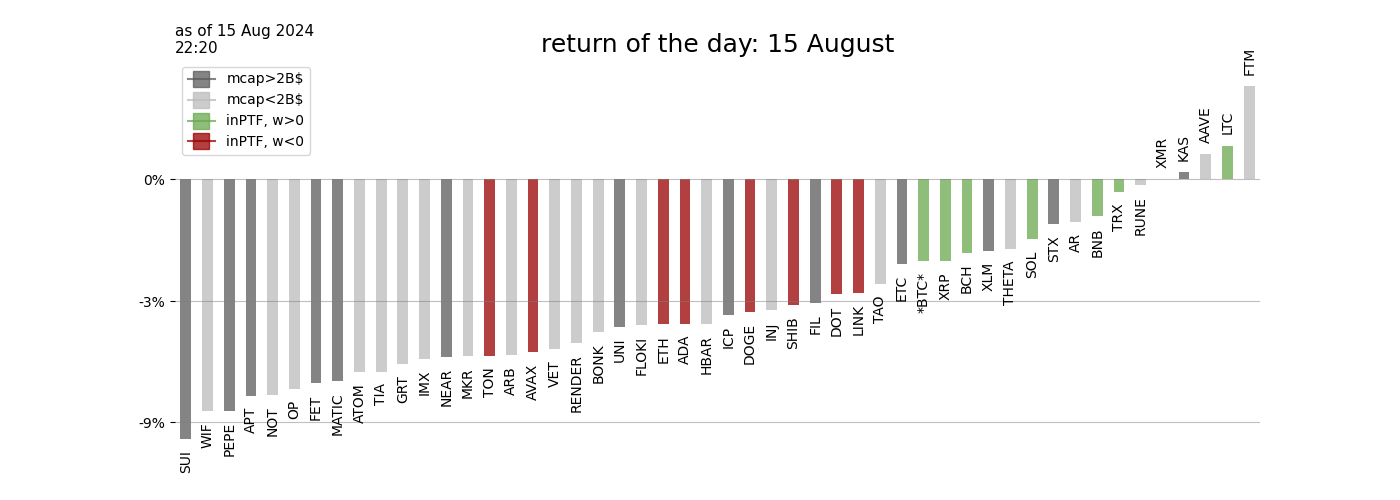 as of 15 Aug 2024
22:20
return of the day: 15 August
mcap>2B$
mcap<2B$
inPTF, w>0
inPTF, w<0
0%
-3%
-9%
SUI
WIF
PEPE
APT
NOT
OP
FET
MATIC
ATOM
TIA
GRT
IMX
NEAR
MKR
TON
ARB
AVAX
VET
RENDER
BONK
UNI
FLOKI
ETH
ADA
HBAR
ICP
DOGE
INJ
SHIB
FIL
DOT
LINK
TAO
ETC
*BTC*
XRP
BCH
XLM
THETA
SOL
STX
AR
BNB
TRX
RUNE
XMR
KAS
AAVE
LTC
FTM